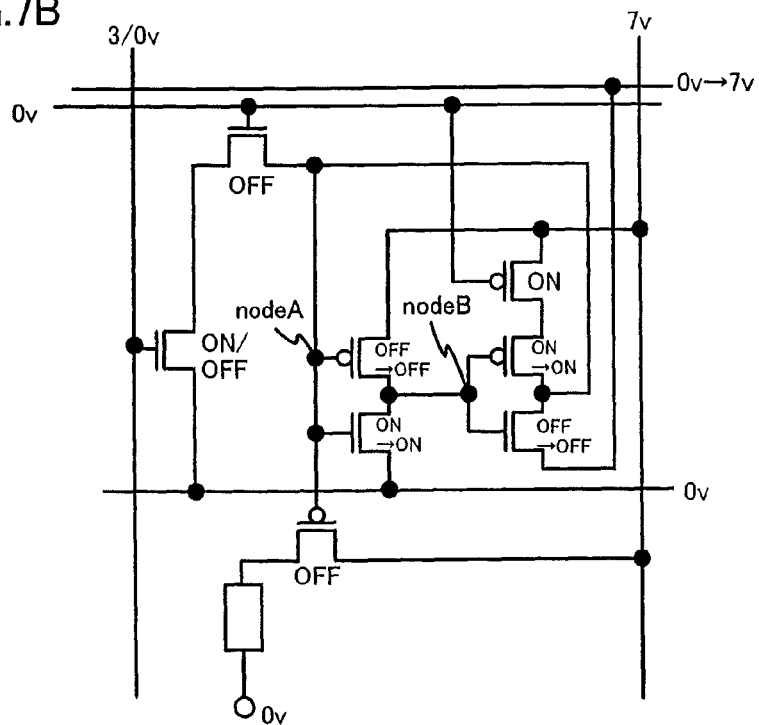 7B
3/0v
7v
0v→7v
0v
OFF
ON
nodeA
nodeB
ON/
OFF
OFF
→OFF
ON
→ON
ON
→ON
OFF
→OFF
0v
OFF
0v